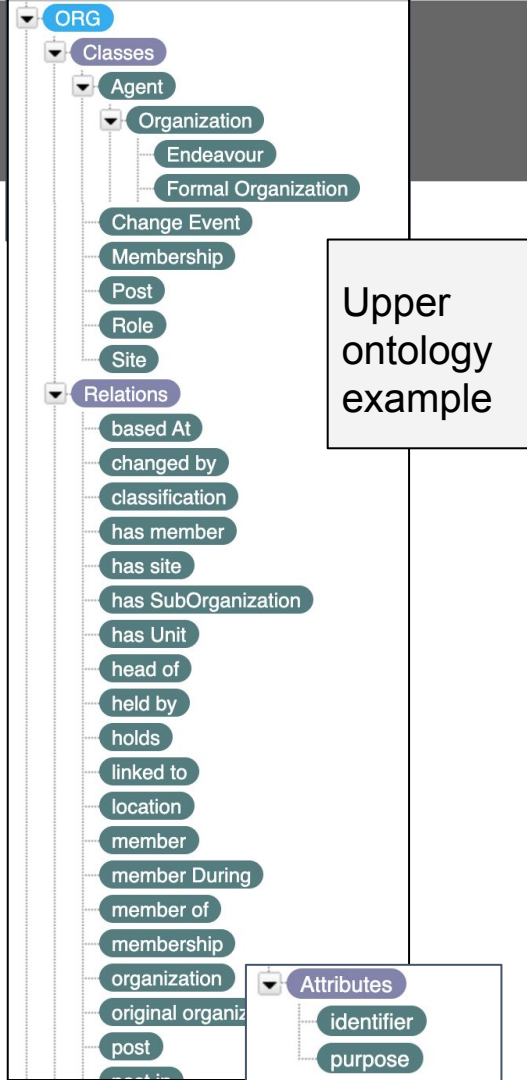 ORG
Classes
Agent
Organization
Endeavour
Formal Organization
Change Event
Membership
Post
Role
Site
Relations
based At
changed by
classification
has member
has site
has SubOrganization
has Unit
head of
held by
holds
linked to
location
member
member During
member of
membership
organization
original
post
Upper
ontology
example
Attributes
identifier
purpose